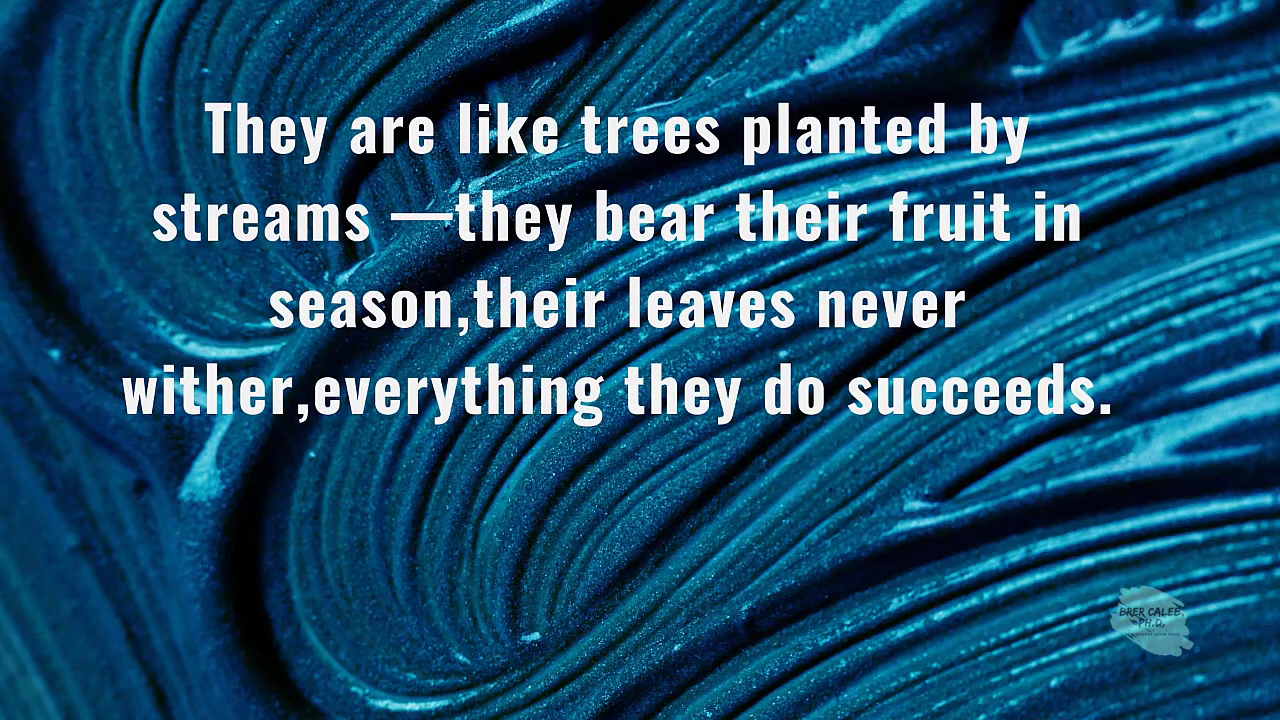 They are like trees planted by
streams —they bear their fruit in
season,their leaves never
wither,everything they do succeeds.
BRER CALEB,
PH.D.